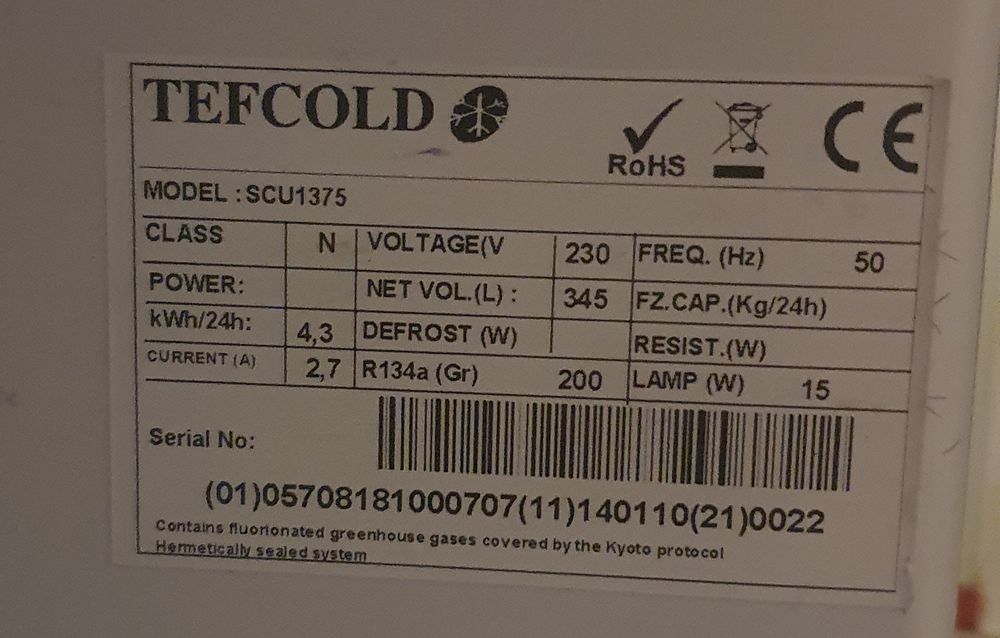 TEFCOLD
RoHS
CE
MODEL : SCU1375
CLASS N VOLTAGE(V 230 FREQ. (Hz) 50
POWER: NET VOL.(L) : 345 FZ.CAP.(Kg/24h)
kWh/24h: 4,3 DEFROST (W) RESIST.(W)
CURRENT (A) 2,7 R134a (Gr) 200 LAMP (W) 15
Serial No:
(01)05708181000707(11)140110(21)0022
Contains fluorionated greenhouse gases covered by the Kyoto protocol
Hermetically sealed system